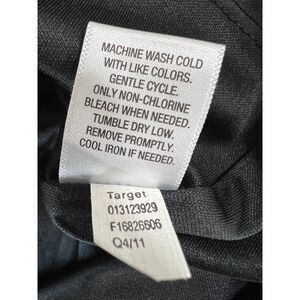 MACHINE WASH COLD
WITH LIKE COLORS.
GENTLE CYCLE.
ONLY NON-CHLORINE
BLEACH WHEN NEEDED.
TUMBLE DRY LOW.
REMOVE PROMPTLY.
COOL IRON IF NEEDED.
Target
013123929
F16826606
Q4/11